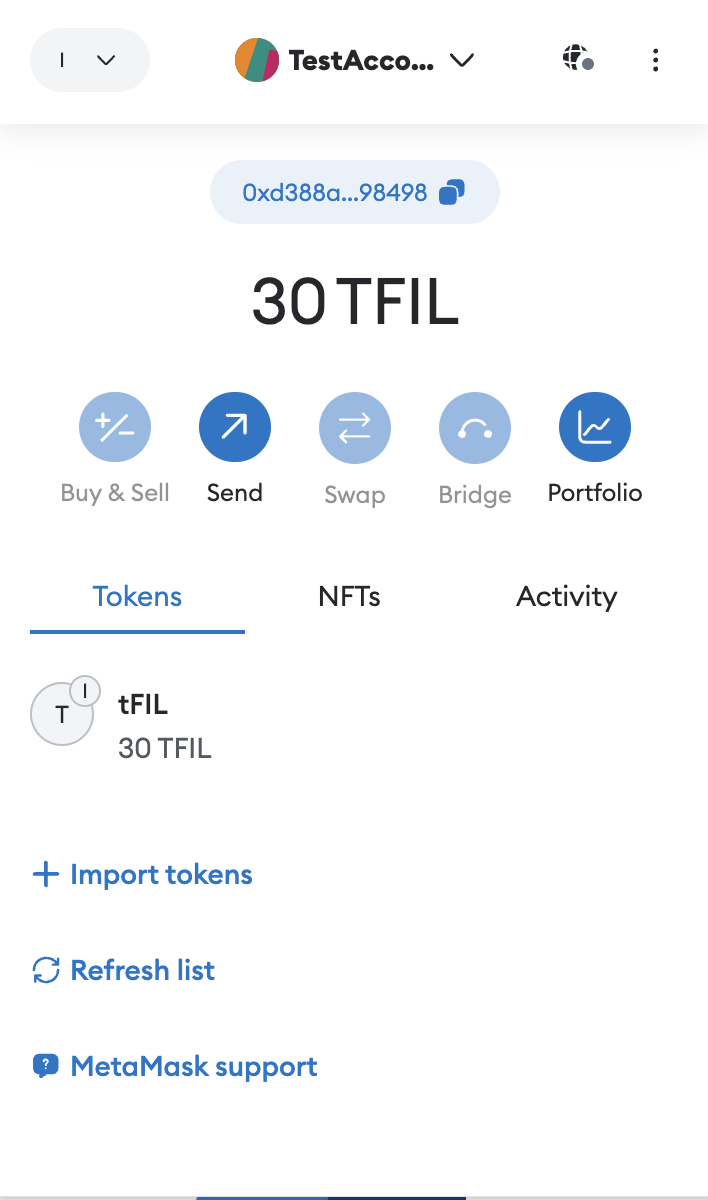 I
TestAcco...
0xd388a...98498
30 TFIL
Buy & Sell
Send
Swap
Bridge
Portfolio
Tokens
NFTs
Activity
T
I
tFIL
30 TFIL
Import tokens
Refresh list
MetaMask support